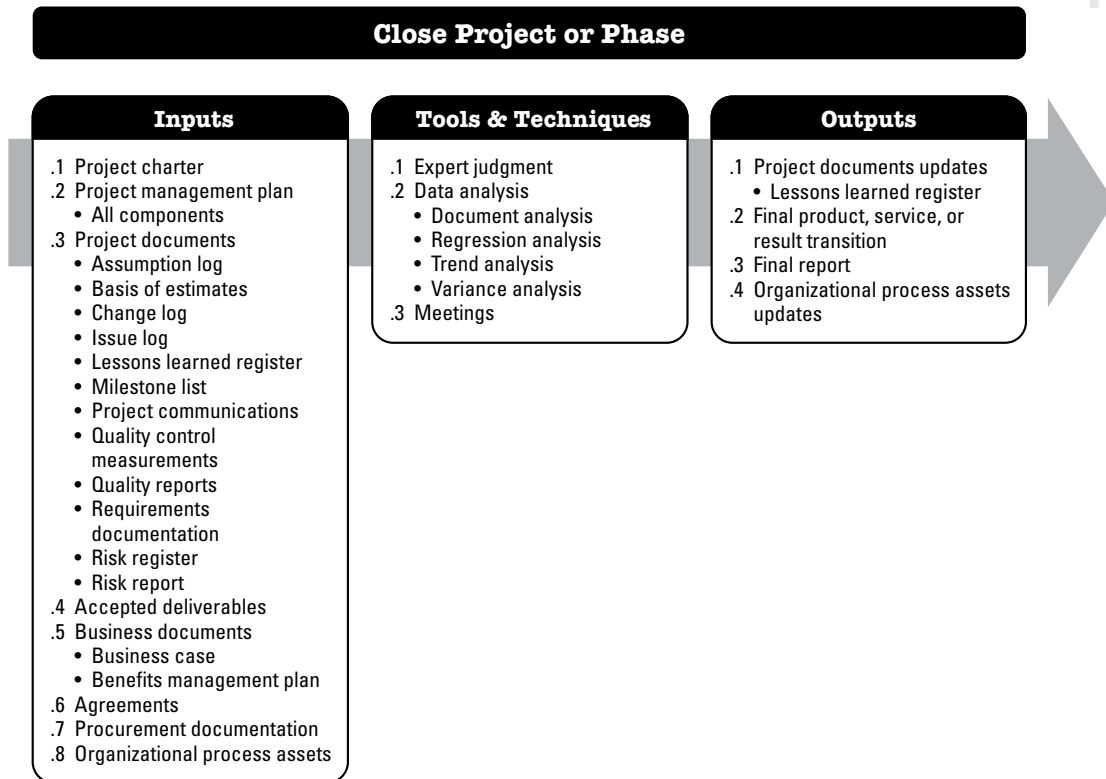 Close Project or Phase
Inputs
.1 Project charter
.2 Project management plan
• All components
.3 Project documents
• Assumption log
• Basis of estimates
• Change log
• Issue log
• Lessons learned register
• Milestone list
• Project communications
• Quality control
measurements
• Quality reports
• Requirements
documentation
• Risk register
• Risk report
.4 Accepted deliverables
.5 Business documents
• Business case
• Benefits management plan
.6 Agreements
.7 Procurement documentation
.8 Organizational process assets
Tools & Techniques
.1 Expert judgment
.2 Data analysis
• Document analysis
• Regression analysis
• Trend analysis
• Variance analysis
.3 Meetings
Outputs
.1 Project documents updates
• Lessons learned register
.2 Final product, service, or
result transition
.3 Final report
.4 Organizational process assets
updates